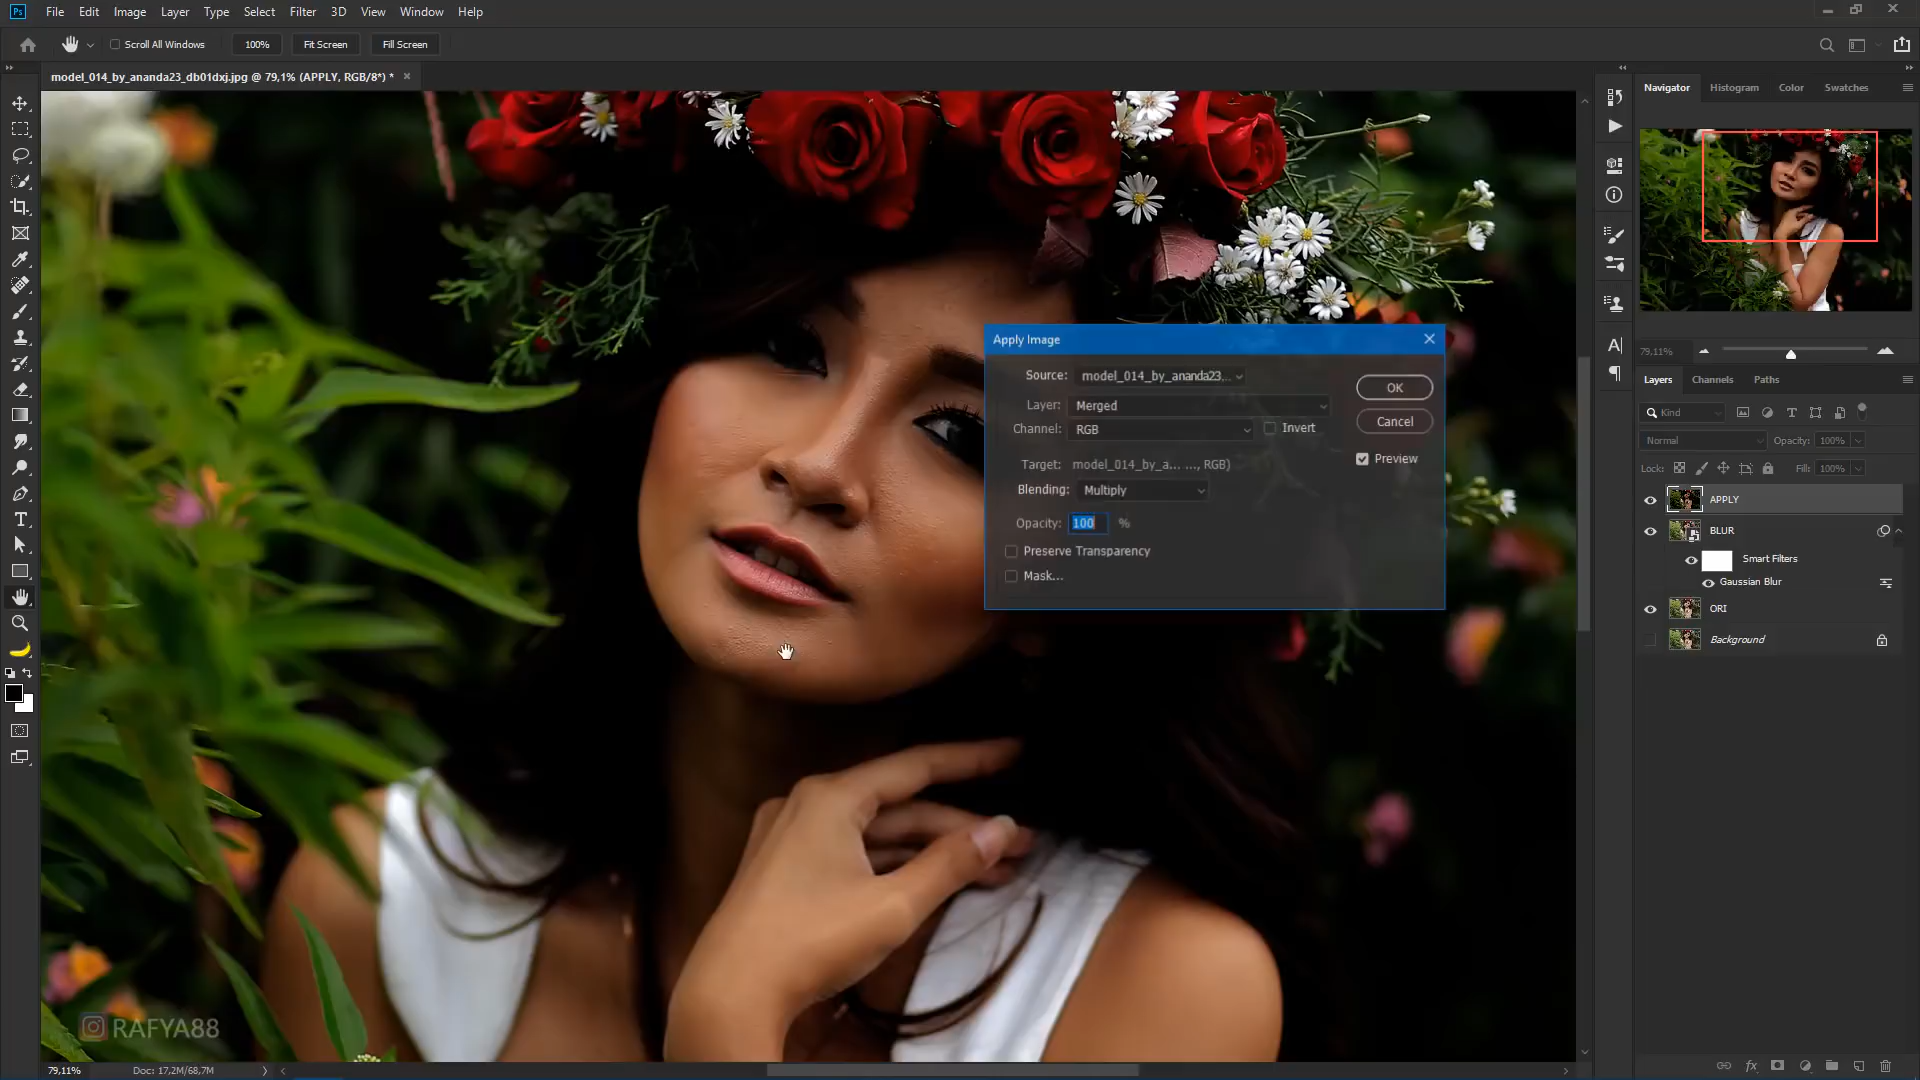 Ps File Edit Image Layer Type Select Filter 3D View Window Help
Scroll All Windows 100% Fit Screen Fill Screen
model_014_by_ananda23_db01dxj.jpg @ 79,1% (APPLY, RGB/8*) * ×
Navigator Histogram Color Swatches
79,11%
Layers Channels Paths
Kind
Normal Opacity: 100%
Lock: Fill: 100%
APPLY
BLUR
Smart Filters
Gaussian Blur
ORI
Background
Apply Image
Source: model_014_by_ananda23...
Layer: Merged
Channel: RGB Invert
Target: model_014_by_a... ..., RGB)
Blending: Multiply
Opacity: 100 %
Preserve Transparency
Mask...
OK
Cancel
Preview
RAFYA88
79,11% Doc: 17,2M/68,7M